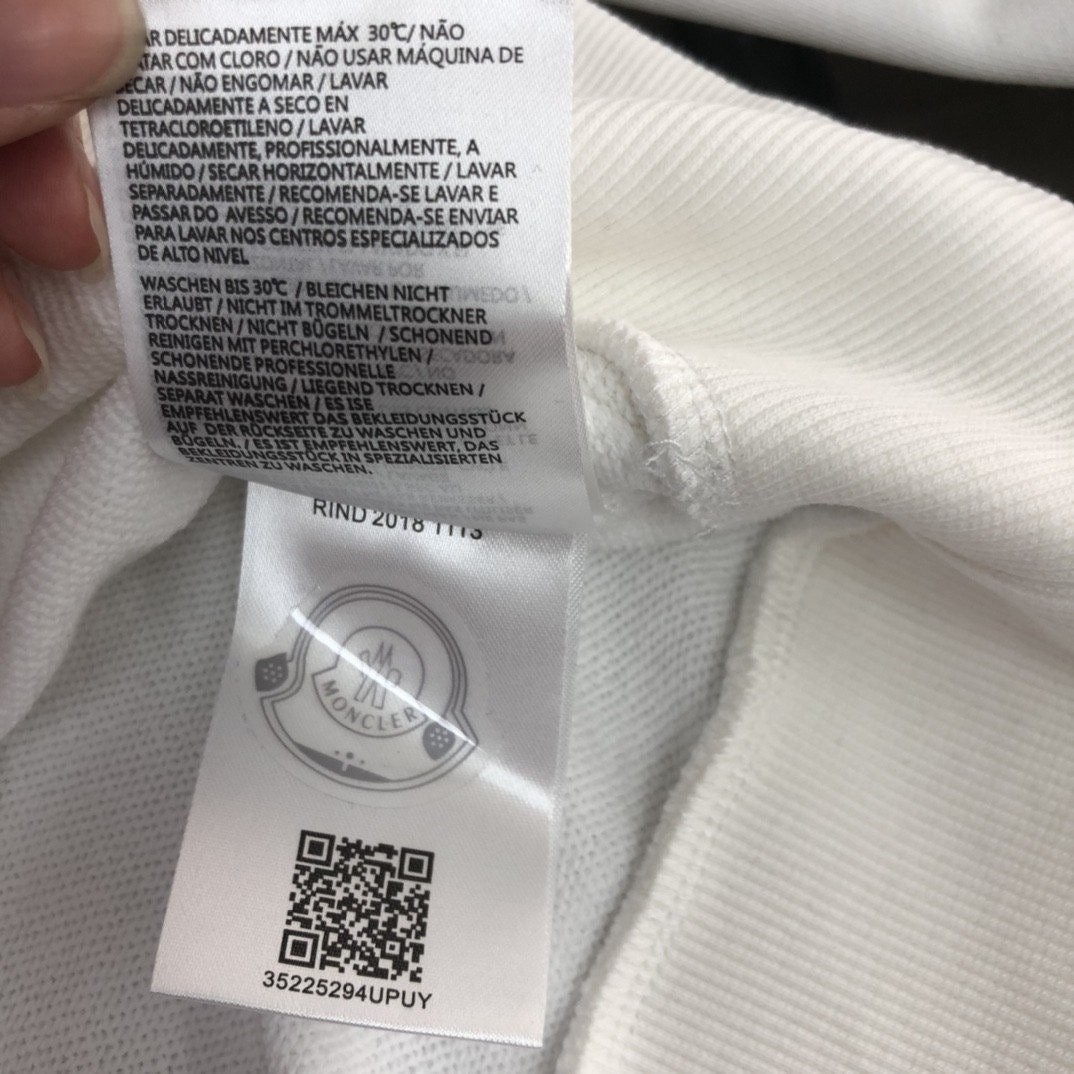 AR DELICADAMENTE MÁX 30℃/ NÃO
ATAR COM CLORO / NÃO USAR MÁQUINA DE
SECAR / NÃO ENGOMAR / LAVAR
DELICADAMENTE A SECO EN
TETRACLOROETILENO / LAVAR
DELICADAMENTE, PROFISSIONALMENTE, A
HÚMIDO / SECAR HORIZONTALMENTE / LAVAR
SEPARADAMENTE / RECOMENDA-SE LAVAR E
PASSAR DO AVESSO / RECOMENDA-SE ENVIAR
PARA LAVAR NOS CENTROS ESPECIALIZADOS
DE ALTO NIVEL
WASCHEN BIS 30℃ / BLEICHEN NICHT
ERLAUBT / NICHT IM TROMMELTROCKNER
TROCKNEN / NICHT BÜGELN / SCHONEND
REINIGEN MIT PERCHLORETHYLEN /
SCHONENDE PROFESSIONELLE
NASSREINIGUNG / LIEGEND TROCKNEN /
SEPARAT WASCHEN / ES ISE
EMPFEHLENSWERT DAS BEKLEIDUNGSSTÜCK
AUF DER RÜCKSEITE ZU WASCHEN UND
BÜGELN. / ES IST EMPFEHLENSWERT, DAS
BEKLEIDUNGSSTÜCK IN SPEZIALISIERTEN
ZENTREN ZU WASCHEN.
RIND 2018 1113
MONCLER
35225294UPUY